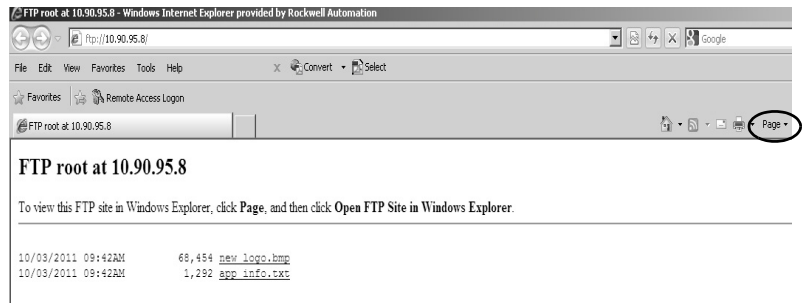 FTP root at 10.90.95.8 - Windows Internet Explorer provided by Rockwell Automation
ftp://10.90.95.8/
Google
File Edit View Favorites Tools Help x Convert Select
Favorites Remote Access Logon
FTP root at 10.90.95.8
Page
FTP root at 10.90.95.8
To view this FTP site in Windows Explorer, click Page, and then click Open FTP Site in Windows Explorer.
10/03/2011 09:42AM 68,454 new logo.bmp
10/03/2011 09:42AM 1,292 app info.txt